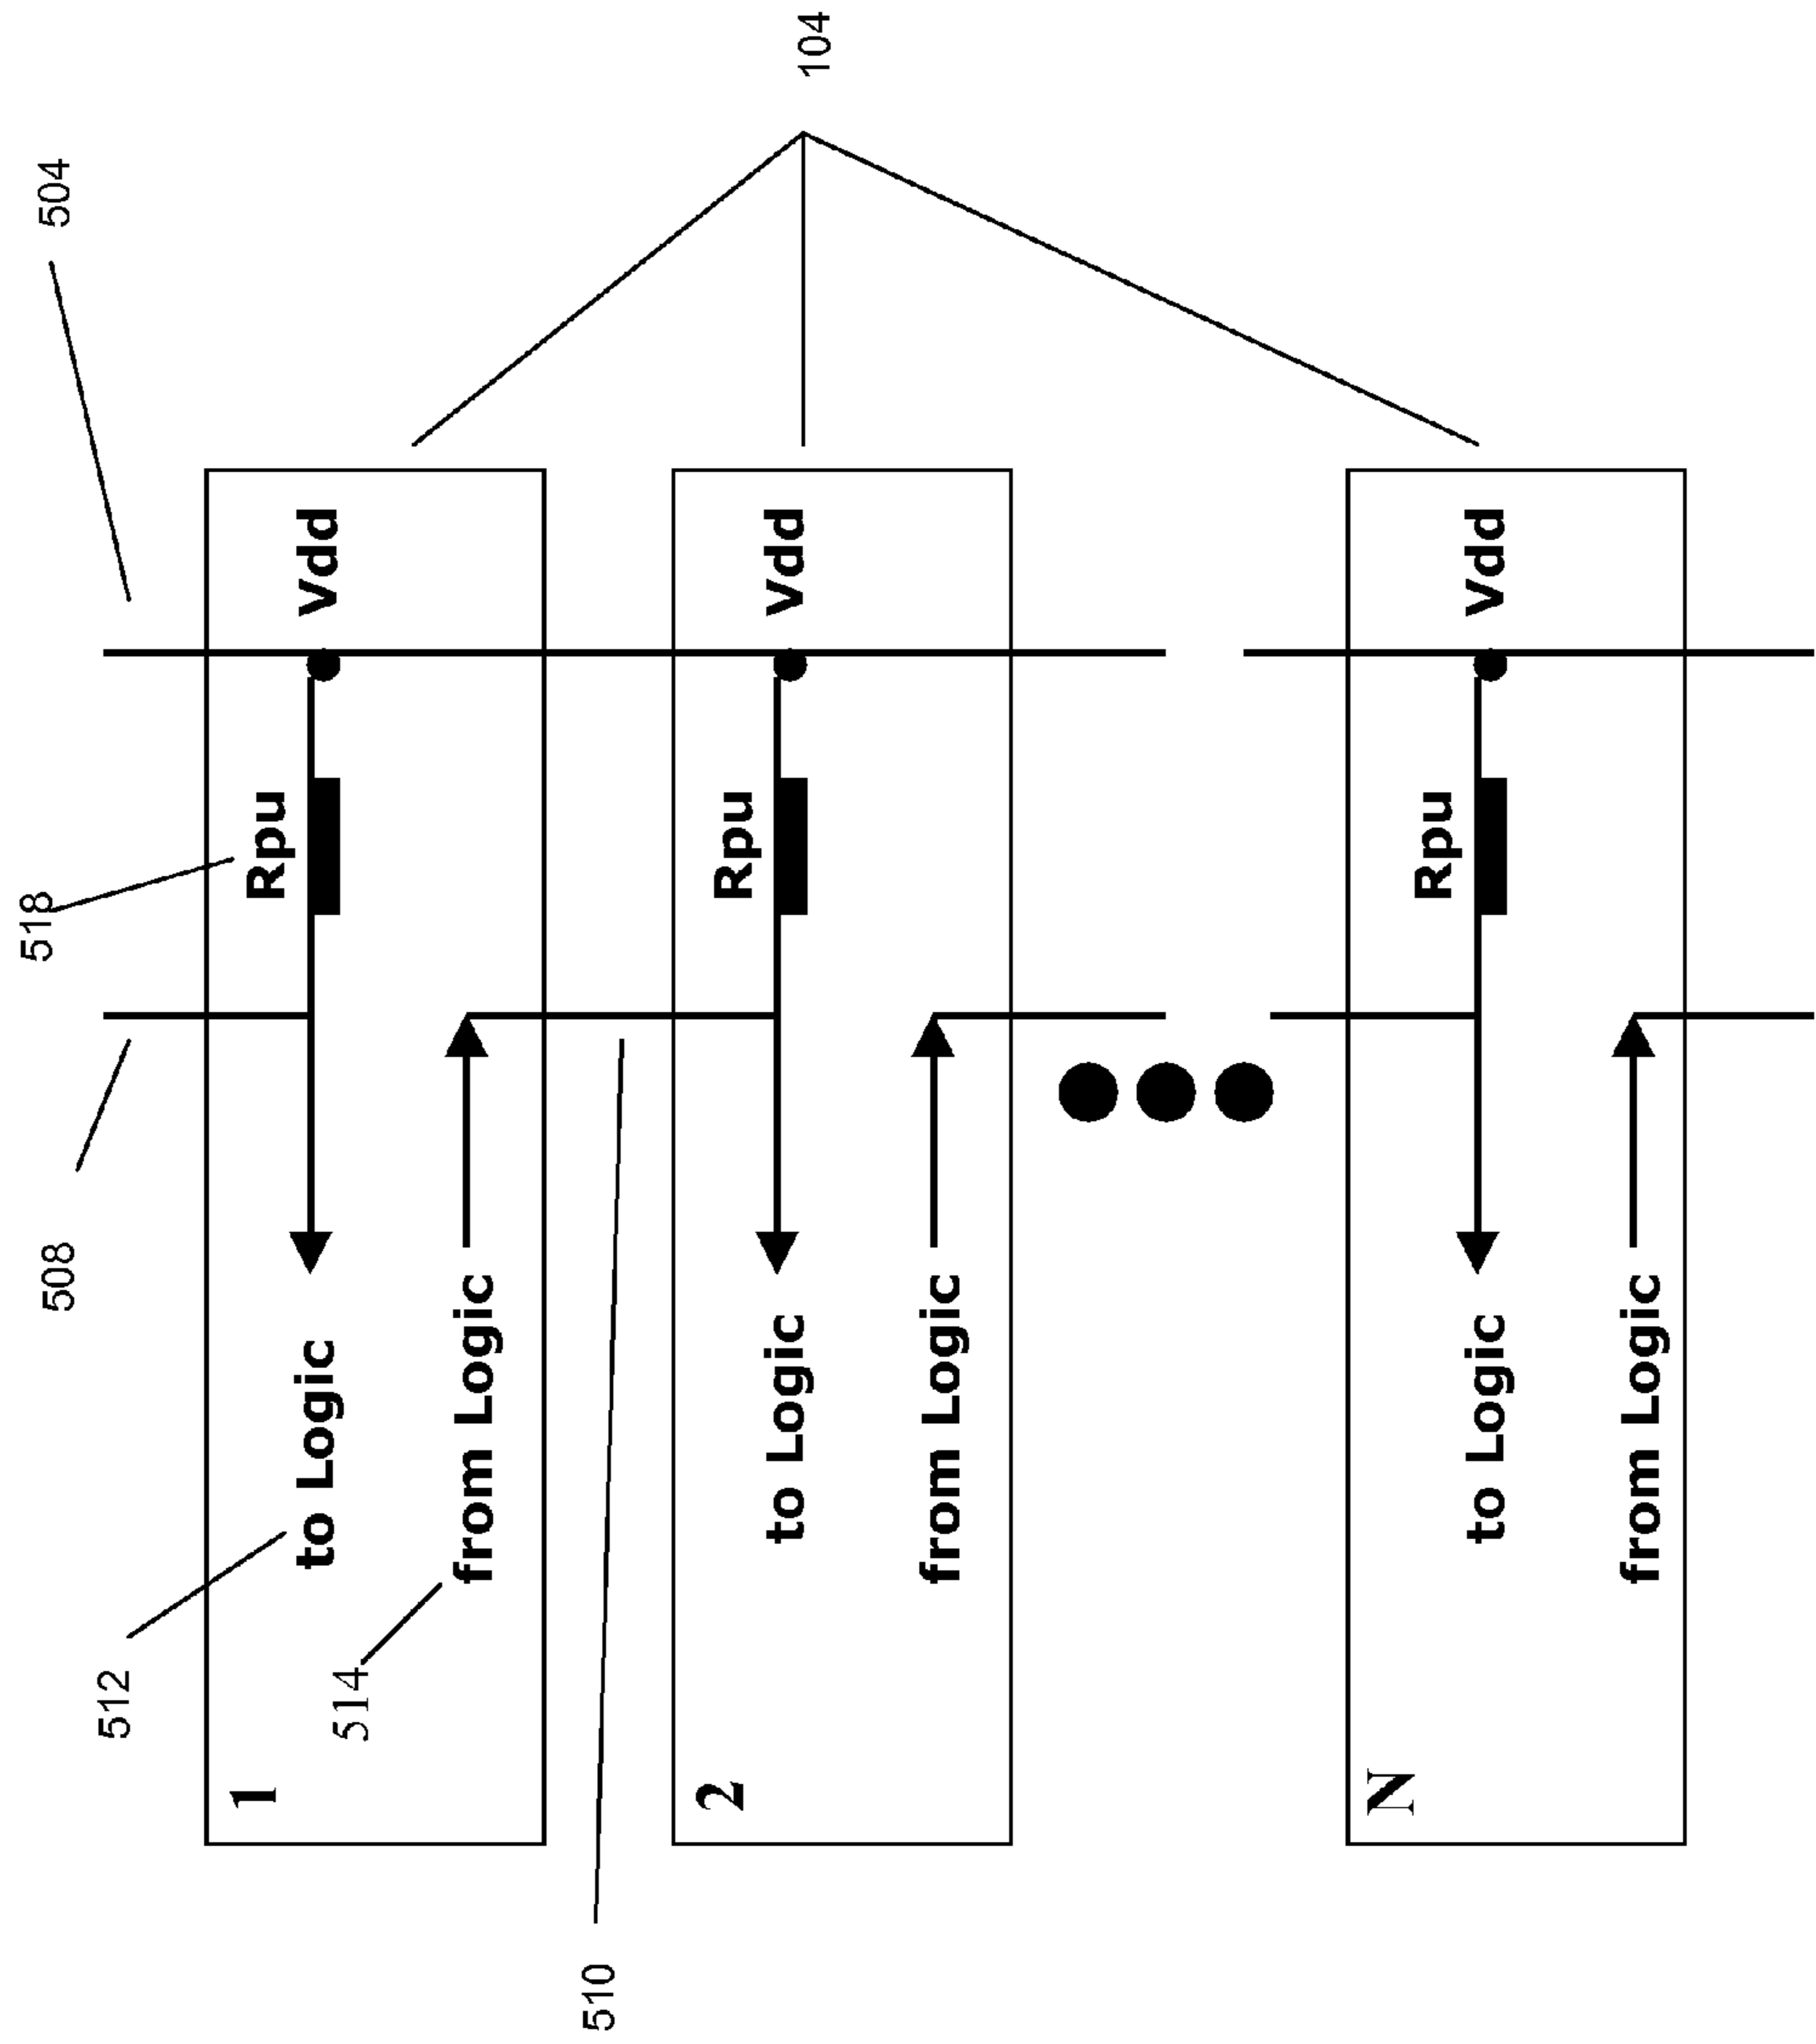 504
104
518
508
512
514
510
1
Rpu
Vdd
to Logic
from Logic
2
Rpu
Vdd
to Logic
from Logic
N
Rpu
Vdd
to Logic
from Logic